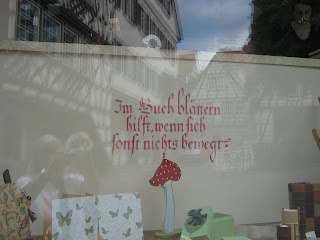 Im Buch blättern
hilft, wenn sich
sonst nichts bewegt.